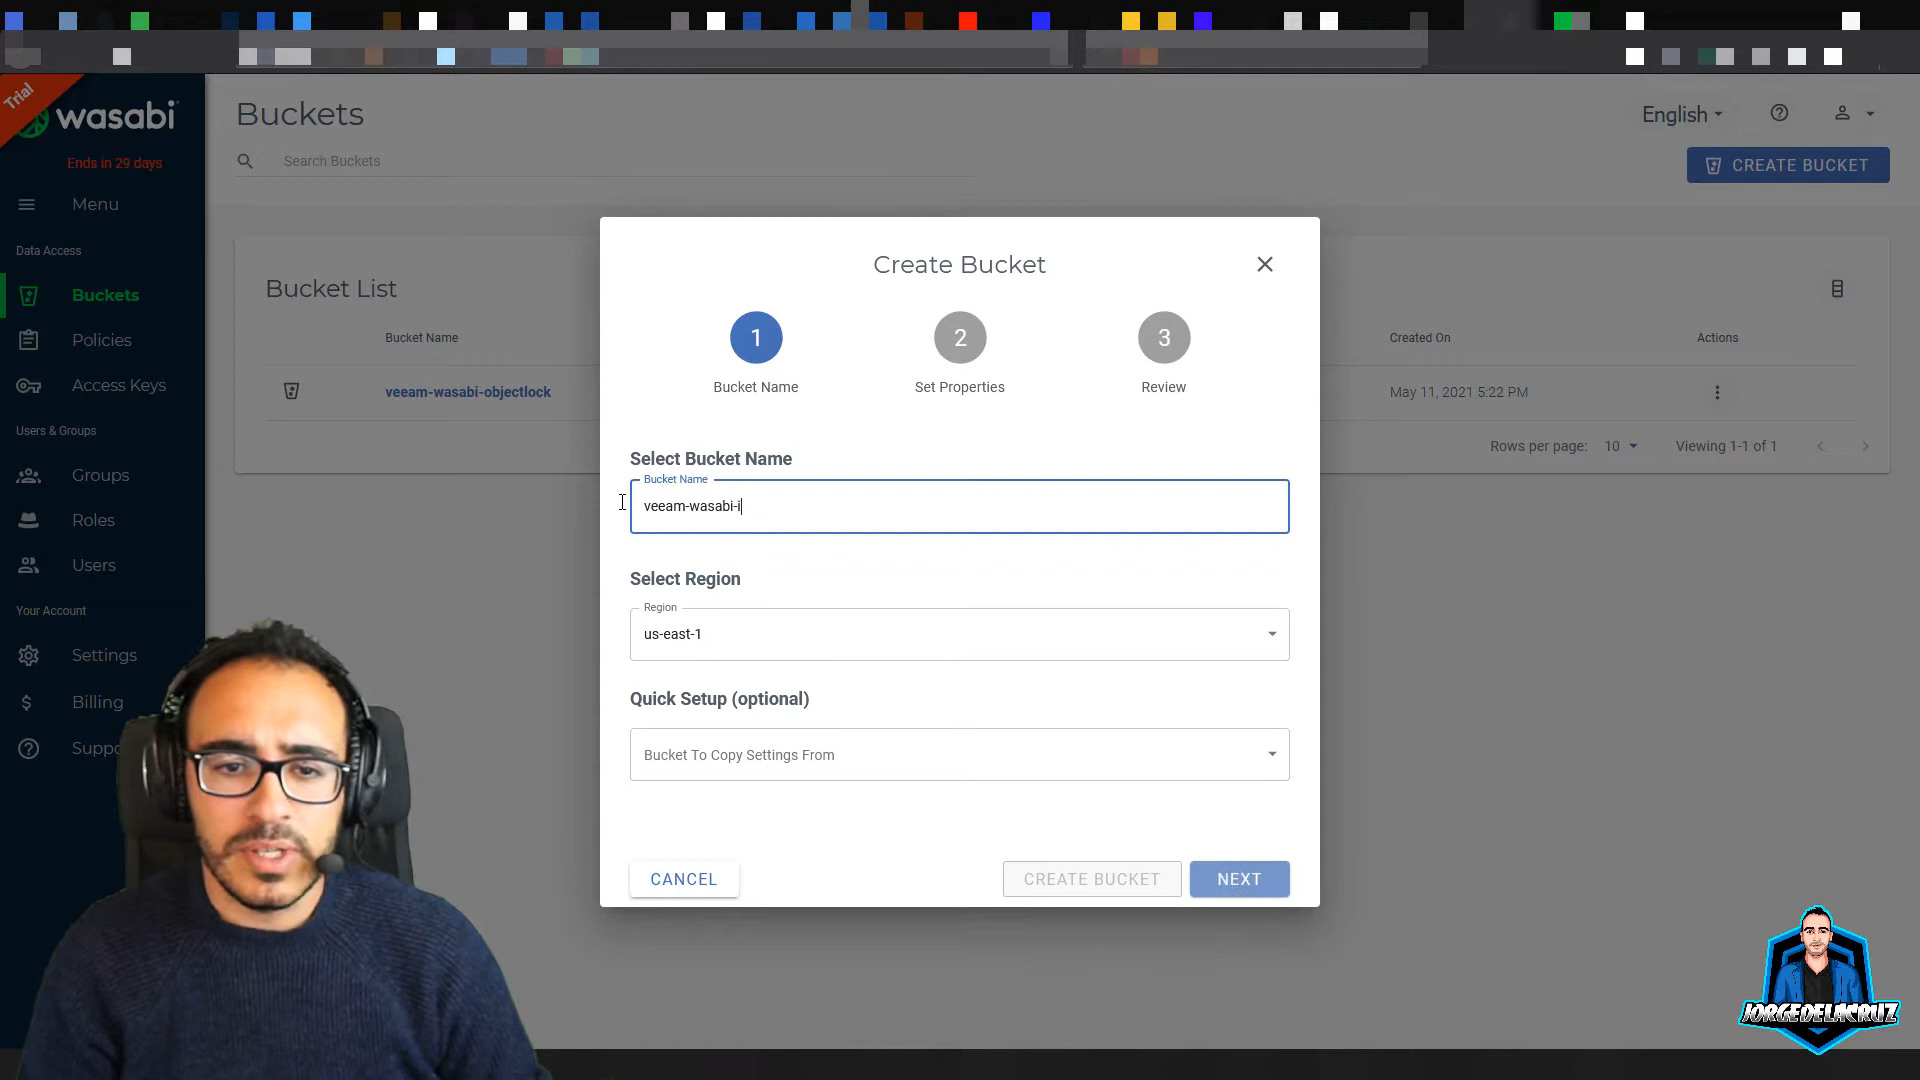 Trial
wasabi
Ends in 29 days
Menu
Data Access
Buckets
Policies
Access Keys
Users & Groups
Groups
Roles
Users
Your Account
Settings
Billing
Suppo
Buckets
Search Buckets
English
CREATE BUCKET
Bucket List
Bucket Name
Created On
Actions
veeam-wasabi-objectlock
May 11, 2021 5:22 PM
Rows per page: 10
Viewing 1-1 of 1
Create Bucket
1
2
3
Bucket Name
Set Properties
Review
Select Bucket Name
Bucket Name
veeam-wasabi-i
Select Region
Region
us-east-1
Quick Setup (optional)
Bucket To Copy Settings From
CANCEL
CREATE BUCKET
NEXT
JORGEDELACRUZ